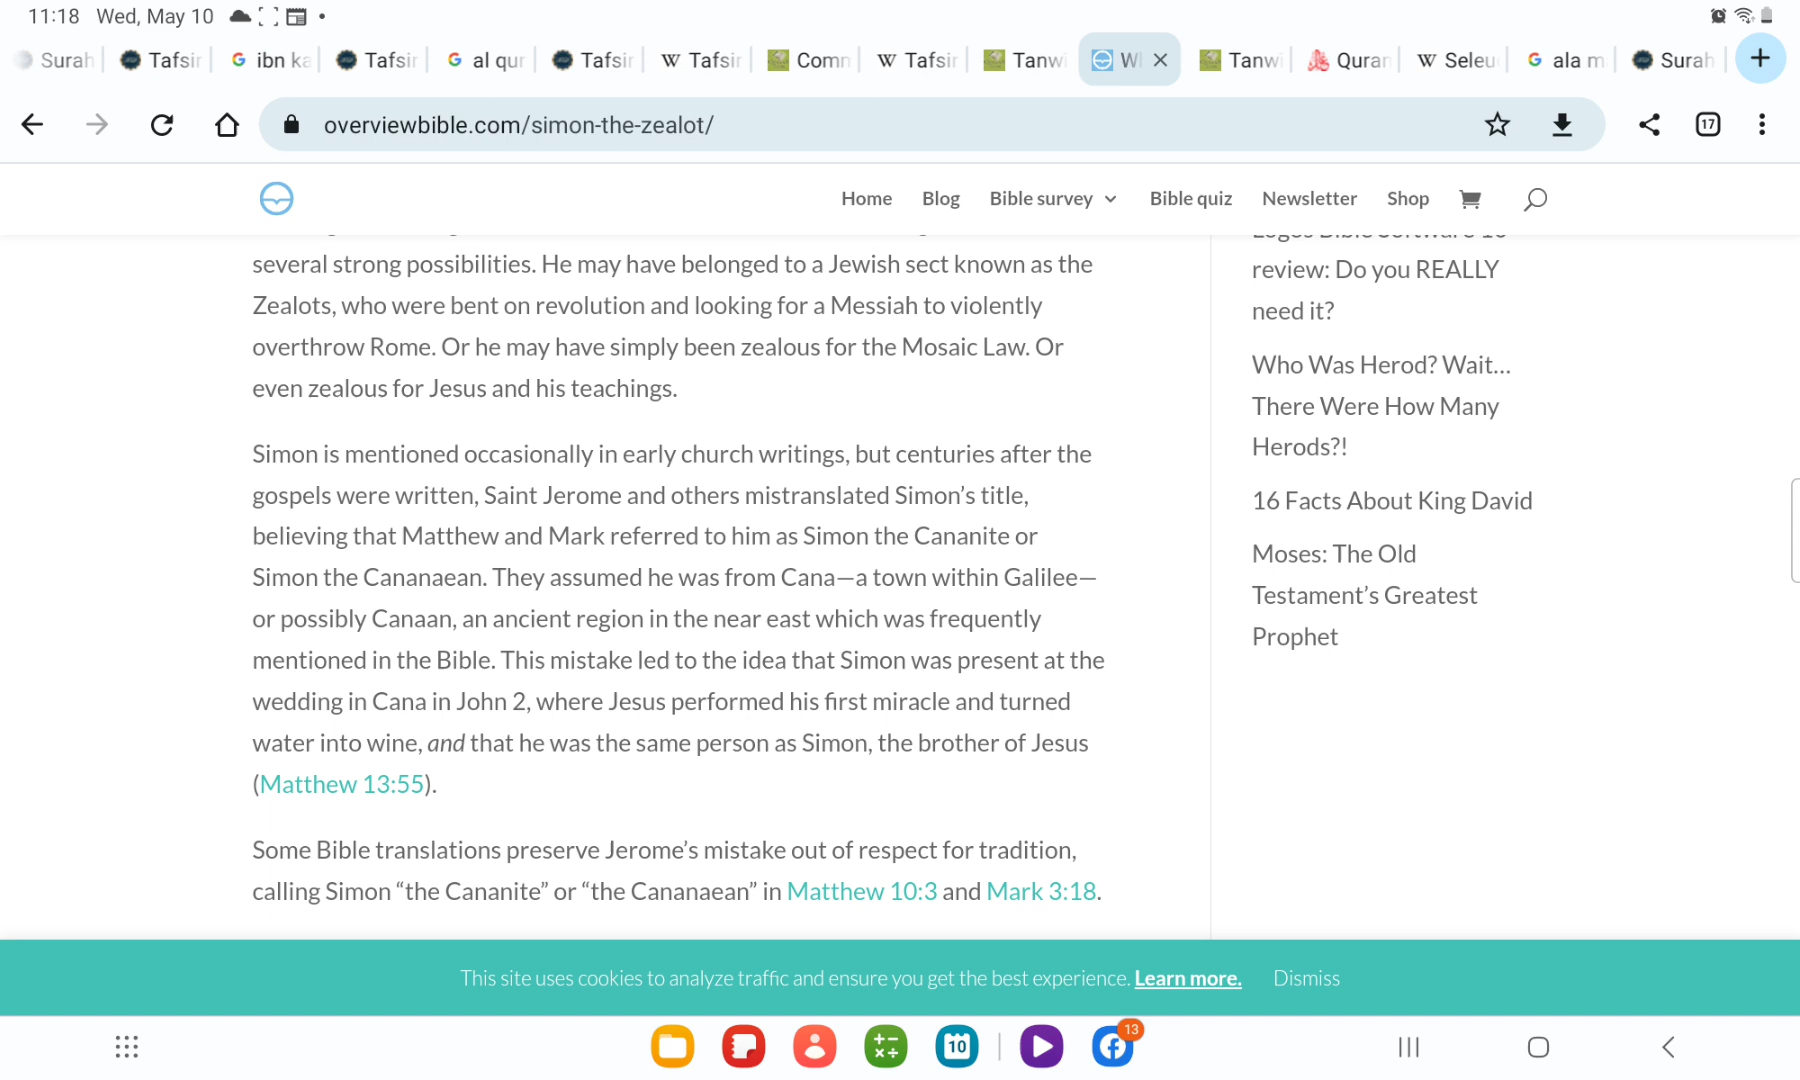 11:18 Wed, May 10
Surah Tafsir ibn ka Tafsir al qur Tafsir Tafsir Comn Tafsir Tanwi Wl Tanwi Quran Seleu ala m Surah
overviewbible.com/simon-the-zealot/
17
Home Blog Bible survey Bible quiz Newsletter Shop
several strong possibilities. He may have belonged to a Jewish sect known as the
Zealots, who were bent on revolution and looking for a Messiah to violently
overthrow Rome. Or he may have simply been zealous for the Mosaic Law. Or
even zealous for Jesus and his teachings.
Simon is mentioned occasionally in early church writings, but centuries after the
gospels were written, Saint Jerome and others mistranslated Simon’s title,
believing that Matthew and Mark referred to him as Simon the Cananite or
Simon the Cananaean. They assumed he was from Cana—a town within Galilee—
or possibly Canaan, an ancient region in the near east which was frequently
mentioned in the Bible. This mistake led to the idea that Simon was present at the
wedding in Cana in John 2, where Jesus performed his first miracle and turned
water into wine, and that he was the same person as Simon, the brother of Jesus
(Matthew 13:55).
Some Bible translations preserve Jerome’s mistake out of respect for tradition,
calling Simon “the Cananite” or “the Cananaean” in Matthew 10:3 and Mark 3:18.
review: Do you REALLY
need it?
Who Was Herod? Wait…
There Were How Many
Herods?!
16 Facts About King David
Moses: The Old
Testament’s Greatest
Prophet
This site uses cookies to analyze traffic and ensure you get the best experience. Learn more. Dismiss
10
13